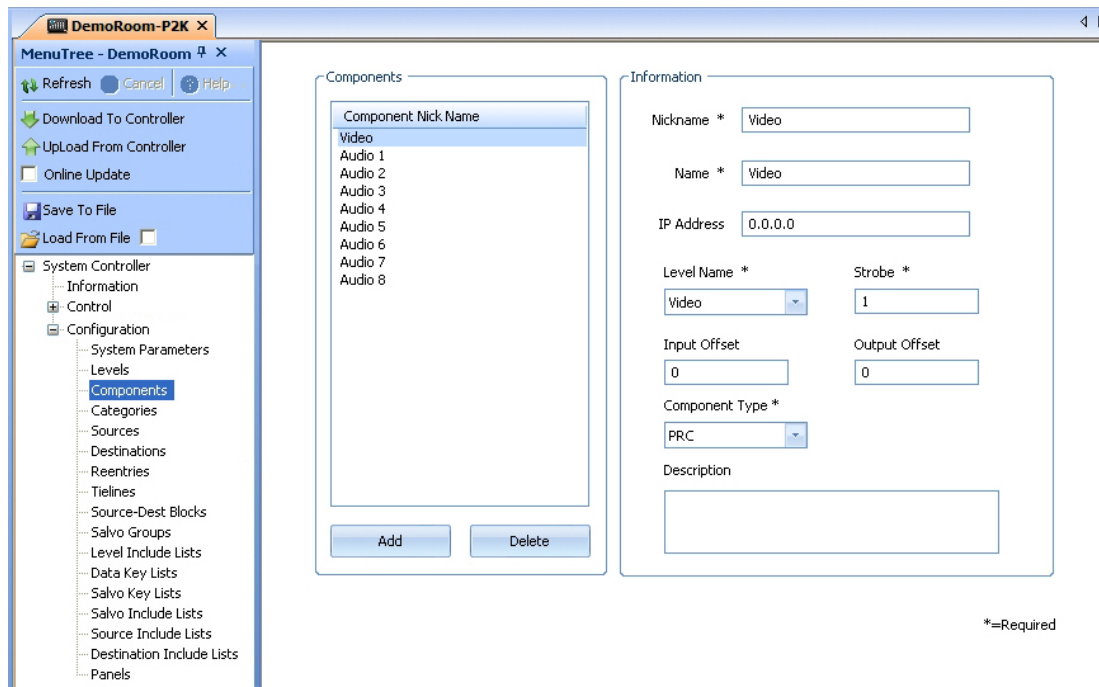 DemoRoom-P2K
MenuTree - DemoRoom
Refresh Cancel Help
Download To Controller
UpLoad From Controller
Online Update
Save To File
Load From File
System Controller
Information
Control
Configuration
System Parameters
Levels
Components
Categories
Sources
Destinations
Reentries
Tielines
Source-Dest Blocks
Salvo Groups
Level Include Lists
Data Key Lists
Salvo Key Lists
Salvo Include Lists
Source Include Lists
Destination Include Lists
Panels
Components
Component Nick Name
Video
Audio 1
Audio 2
Audio 3
Audio 4
Audio 5
Audio 6
Audio 7
Audio 8
Add Delete
Information
Nickname * Video
Name * Video
IP Address 0.0.0.0
Level Name * Strobe *
Video 1
Input Offset Output Offset
0 0
Component Type *
PRC
Description
*=Required